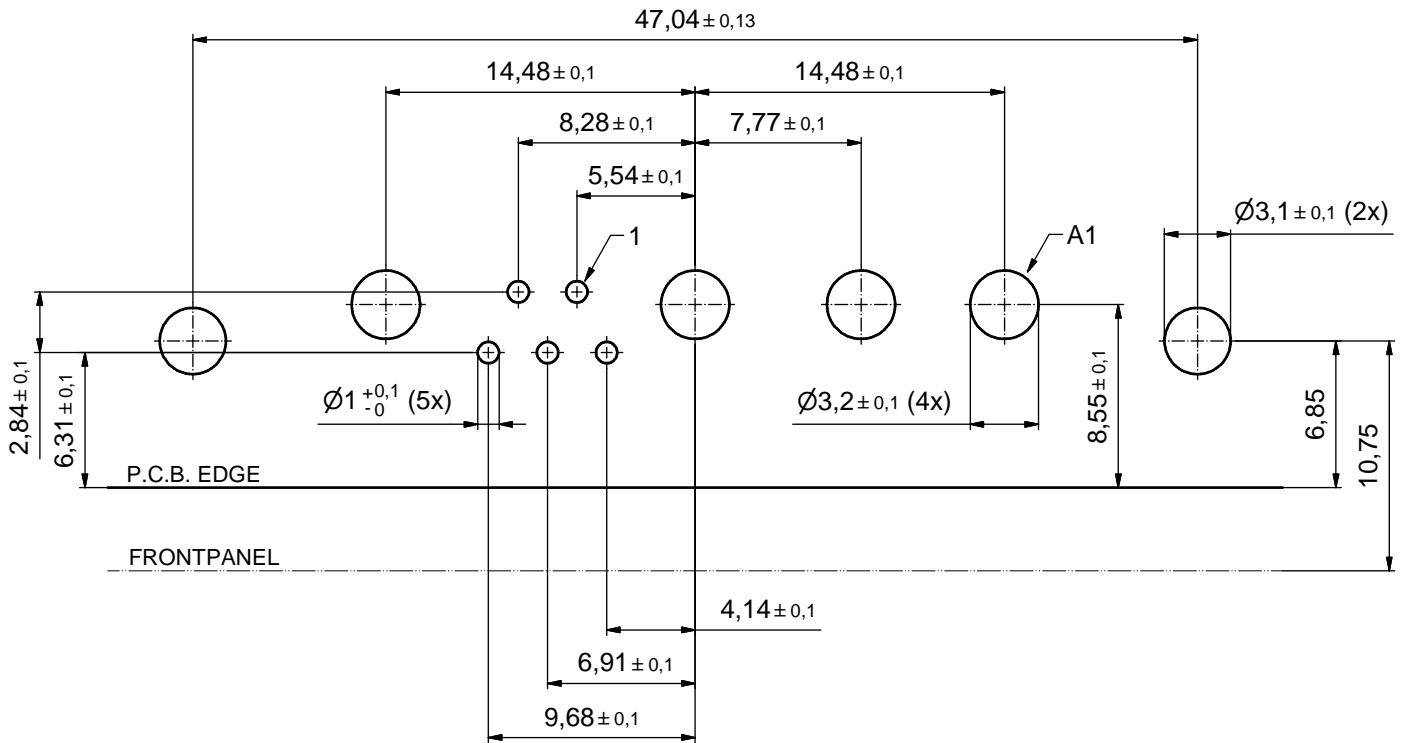 47,04 ± 0,13
14,48 ± 0,1
14,48 ± 0,1
8,28 ± 0,1
7,77 ± 0,1
5,54 ± 0,1
Ø3,1 ± 0,1 (2x)
1
A1
2,84 ± 0,1
6,31 ± 0,1
Ø1 +0,1 -0 (5x)
Ø3,2 ± 0,1 (4x)
8,55 ± 0,1
6,85
10,75
P.C.B. EDGE
FRONTPANEL
4,14 ± 0,1
6,91 ± 0,1
9,68 ± 0,1